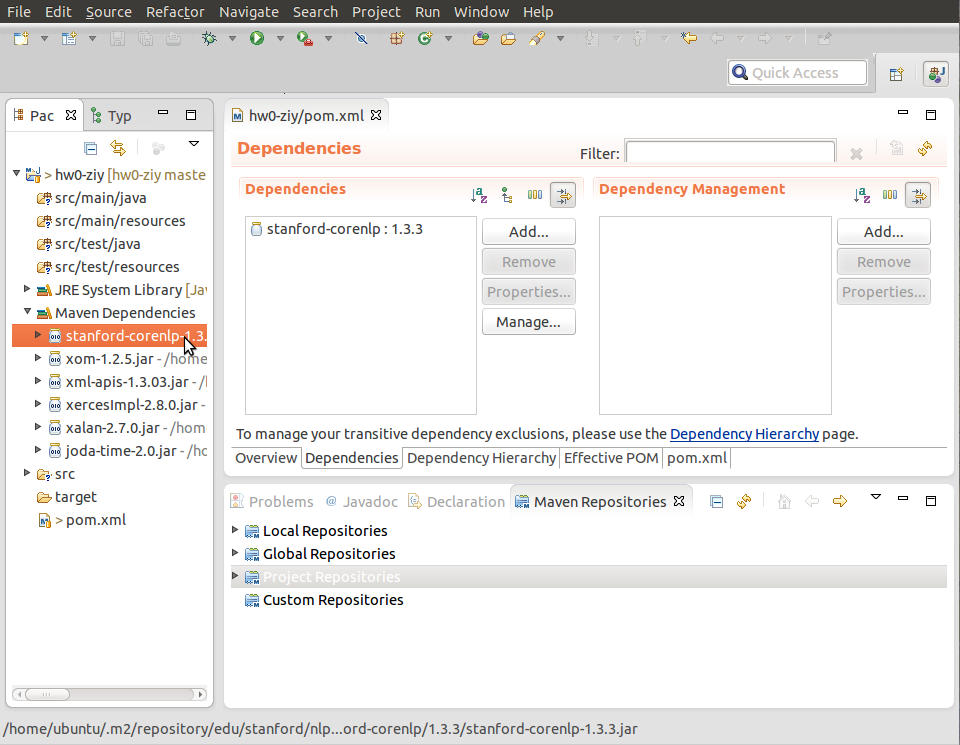 File Edit Source Refactor Navigate Search Project Run Window Help
Quick Access
Pac Typ
hw0-ziy/pom.xml
Dependencies
Filter:
> hw0-ziy [hw0-ziy maste
src/main/java
src/main/resources
src/test/java
src/test/resources
JRE System Library [Jav
Maven Dependencies
stanford-corenlp-1.3.
xom-1.2.5.jar - /home
xml-apis-1.3.03.jar - /l
xercesImpl-2.8.0.jar -
xalan-2.7.0.jar - /hom
joda-time-2.0.jar - /hc
src
target
> pom.xml
Dependencies
stanford-corenlp : 1.3.3
Add...
Remove
Properties...
Manage...
Dependency Management
Add...
Remove
Properties...
To manage your transitive dependency exclusions, please use the Dependency Hierarchy page.
Overview Dependencies Dependency Hierarchy Effective POM pom.xml
Problems @ Javadoc Declaration Maven Repositories
Local Repositories
Global Repositories
Project Repositories
Custom Repositories
/home/ubuntu/.m2/repository/edu/stanford/nlp...ord-corenlp/1.3.3/stanford-corenlp-1.3.3.jar